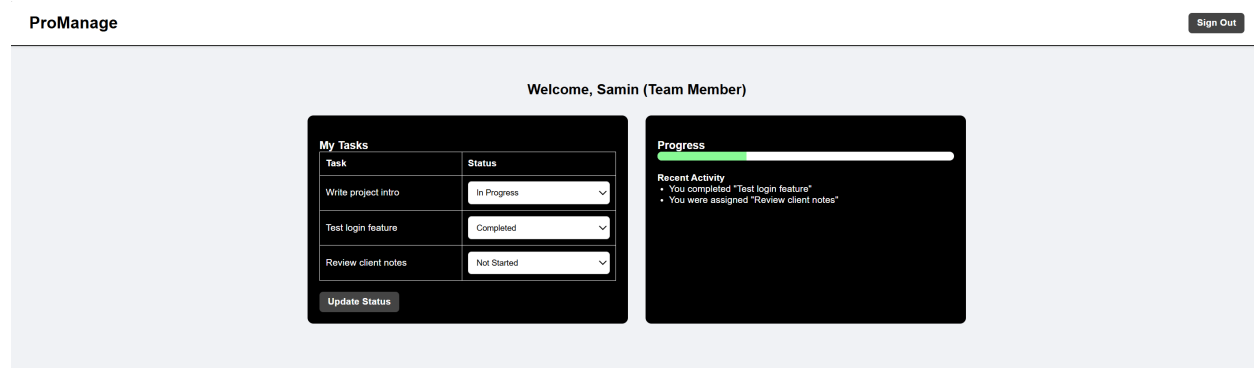 ProManage
Sign Out
Welcome, Samin (Team Member)
My Tasks
Task Status
Write project intro In Progress
Test login feature Completed
Review client notes Not Started
Update Status
Progress
Recent Activity
• You completed "Test login feature"
• You were assigned "Review client notes"